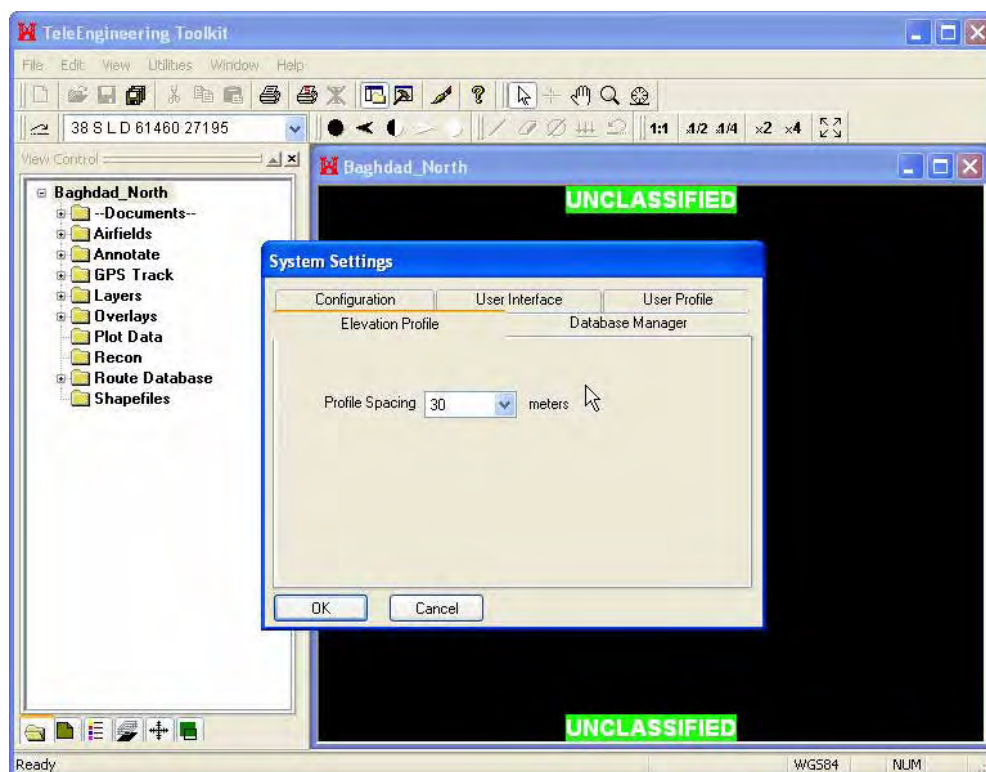 TeleEngineering Toolkit
File Edit View Utilities Window Help
38 S L D 61460 27195
1:1 1/2 1/4 x2 x4
View Control
Baghdad_North
--Documents--
Airfields
Annotate
GPS Track
Layers
Overlays
Plot Data
Recon
Route Database
Shapefiles
Baghdad_North
UNCLASSIFIED
System Settings
Configuration User Interface User Profile
Elevation Profile Database Manager
Profile Spacing 30 meters
OK Cancel
UNCLASSIFIED
Ready WGS84 NUM